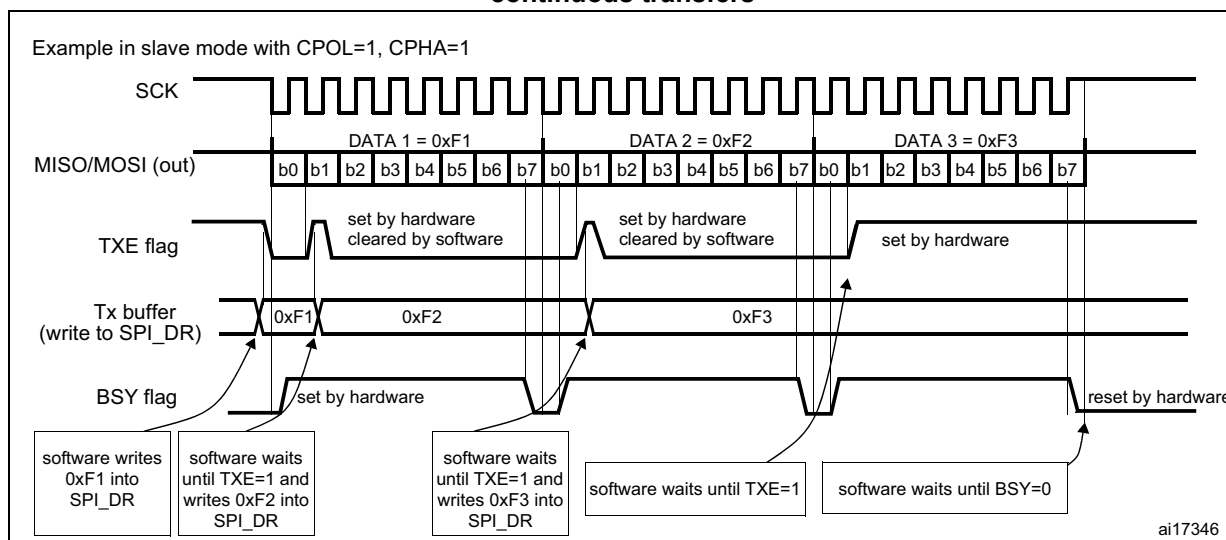 continuous transfers
Example in slave mode with CPOL=1, CPHA=1
SCK
DATA 1 = 0xF1 DATA 2 = 0xF2 DATA 3 = 0xF3
MISO/MOSI (out)
b0 b1 b2 b3 b4 b5 b6 b7 b0 b1 b2 b3 b4 b5 b6 b7 b0 b1 b2 b3 b4 b5 b6 b7
TXE flag
set by hardware
cleared by software
set by hardware
cleared by software
set by hardware
Tx buffer
(write to SPI_DR)
0xF1 0xF2 0xF3
BSY flag
set by hardware
reset by hardware
software writes
0xF1 into
SPI_DR
software waits
until TXE=1 and
writes 0xF2 into
SPI_DR
software waits
until TXE=1 and
writes 0xF3 into
SPI_DR
software waits until TXE=1
software waits until BSY=0
ai17346